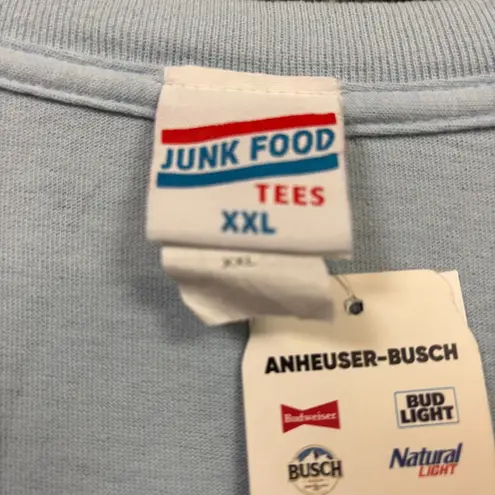 JUNK FOOD
TEES
XXL
XXL
ANHEUSER-BUSCH
Budweiser
BUD
LIGHT
BUSCH
Natural
LIGHT